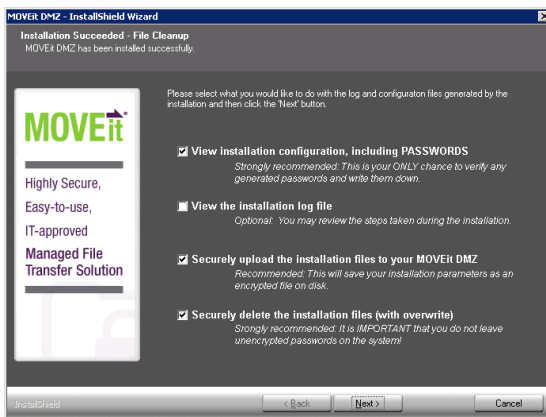 MOVEit DMZ - InstallShield Wizard
Installation Succeeded - File
Cleanup
MOVEit DMZ has been installed
successfully.
Please select what you would like to do with the log and configuraton files generated by the
installation and then click the 'Next' button.
MOVEit
Highly Secure,
Easy-to-use,
IT-approved
Managed File
Transfer Solution
View installation configuration, including PASSWORDS
Strongly recommended: This is your ONLY chance to verify any
generated passwords and write them down.
View the installation log file
Optional: You may review the steps taken during the installation.
Securely upload the installation files to your MOVEit DMZ
Recommended: This will save your installation parameters as an
encrypted file on disk.
Securely delete the installation files (with overwrite)
Srongly recommended: It is IMPORTANT that you do not leave
unencrypted passwords on the system!
InstallShield
< Back
Next >
Cancel